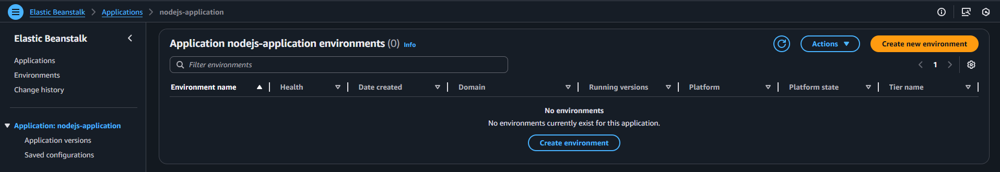 Elastic Beanstalk > Applications > nodejs-application
Elastic Beanstalk
Applications
Environments
Change history
Application: nodejs-application
Application versions
Saved configurations
Application nodejs-application environments (0) Info
Actions
Create new environment
Filter environments
1
Environment name Health Date created Domain Running versions Platform Platform state Tier name
No environments
No environments currently exist for this application.
Create environment